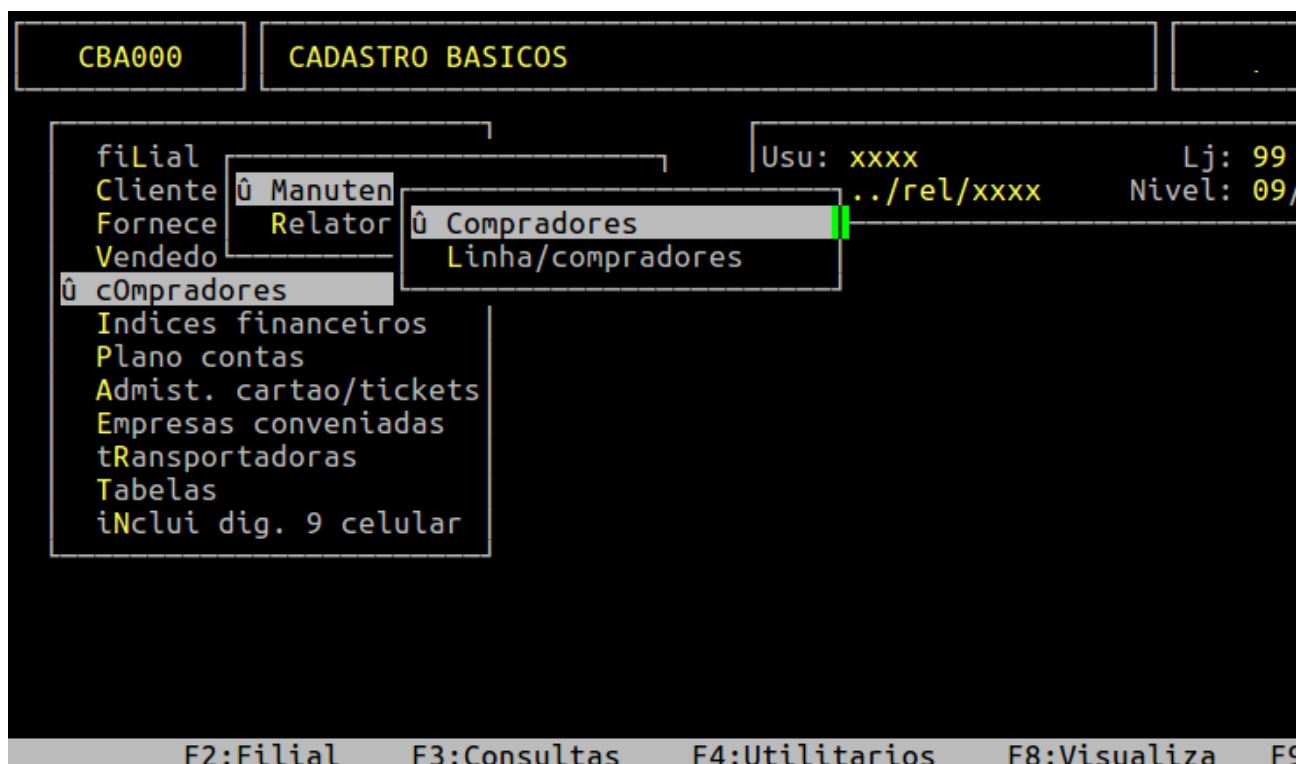 CBA000 CADASTRO BASICOS
fiLial Usu: xxxx Lj: 99
Cliente û Manuten ../rel/xxxx Nivel: 09/
Fornece Relator û Compradores
Vendedo Linha/compradores
û cOmpradores
Indices financeiros
Plano contas
Admist. cartao/tickets
Empresas conveniadas
tRansportadoras
Tabelas
iNclui dig. 9 celular
F2:Filial F3:Consultas F4:Utilitarios F8:Visualiza F9